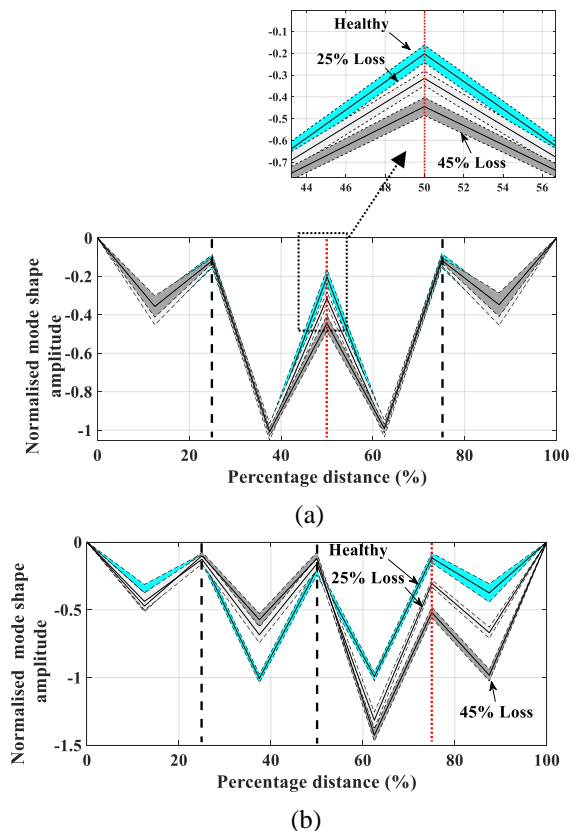 Healthy
25% Loss
45% Loss
-0.1
-0.2
-0.3
-0.4
-0.5
-0.6
-0.7
44 46 48 50 52 54 56
0
-0.2
-0.4
-0.6
-0.8
-1
Normalised mode shape
amplitude
0 20 40 60 80 100
Percentage distance (%)
(a)
0
-0.5
-1
-1.5
Normalised mode shape
amplitude
Healthy
25% Loss
45% Loss
0 20 40 60 80 100
Percentage distance (%)
(b)